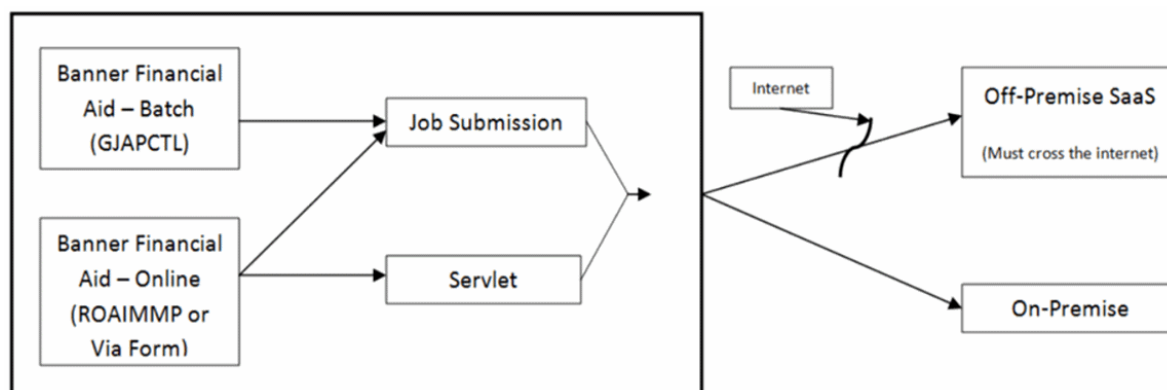 Banner Financial
Aid – Batch
(GJAPCTL)
Job Submission
Internet
Off-Premise SaaS
(Must cross the internet)
Banner Financial
Aid – Online
(ROAIMMP or
Via Form)
Servlet
On-Premise